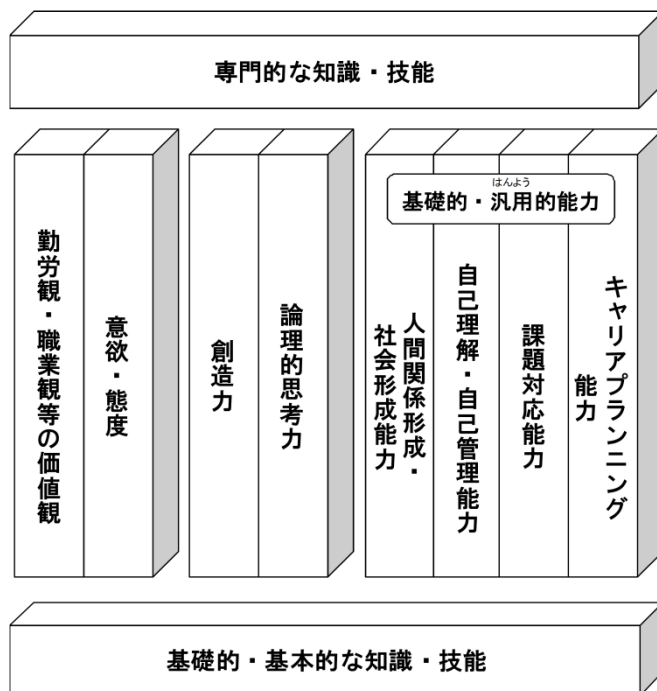 専門的な知識・技能
はんよう
基礎的・汎用的能力
勤労観・職業観等の価値観
意欲・態度
創造力
論理的思考力
人間関係形成・
社会形成能力
自己理解・自己管理能力
課題対応能力
キャリアプランニング
能力
基礎的・基本的な知識・技能